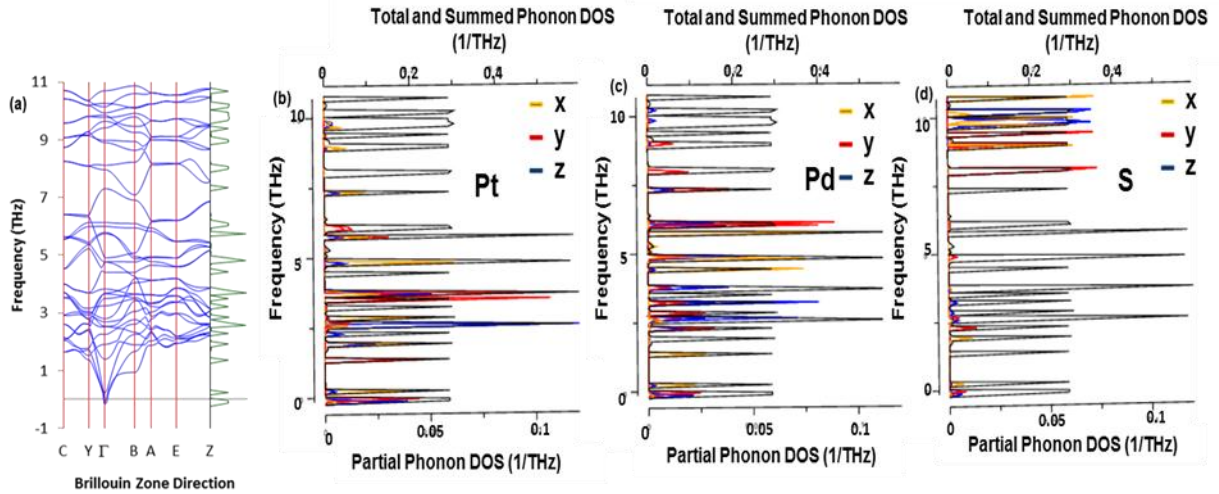 Total and Summed Phonon DOS
(1/THz)
Total and Summed Phonon DOS
(1/THz)
Total and Summed Phonon DOS
(1/THz)
(a)
11
9
7
5
3
1
-1
Frequency (THz)
C Y Γ B A E Z
Brillouin Zone Direction
0 0.2 0.4
(b)
10
5
0
Frequency (THz)
x
y
z
Pt
0 0.05 0.1
Partial Phonon DOS (1/THz)
0 0.2 0.4
(c)
10
5
0
Frequency (THz)
x
y
z
Pd
0 0.05 0.1
Partial Phonon DOS (1/THz)
0 0.2 0.4
(d)
10
5
0
Frequency (THz)
x
y
z
S
0 0.05 0.1
Partial Phonon DOS (1/THz)